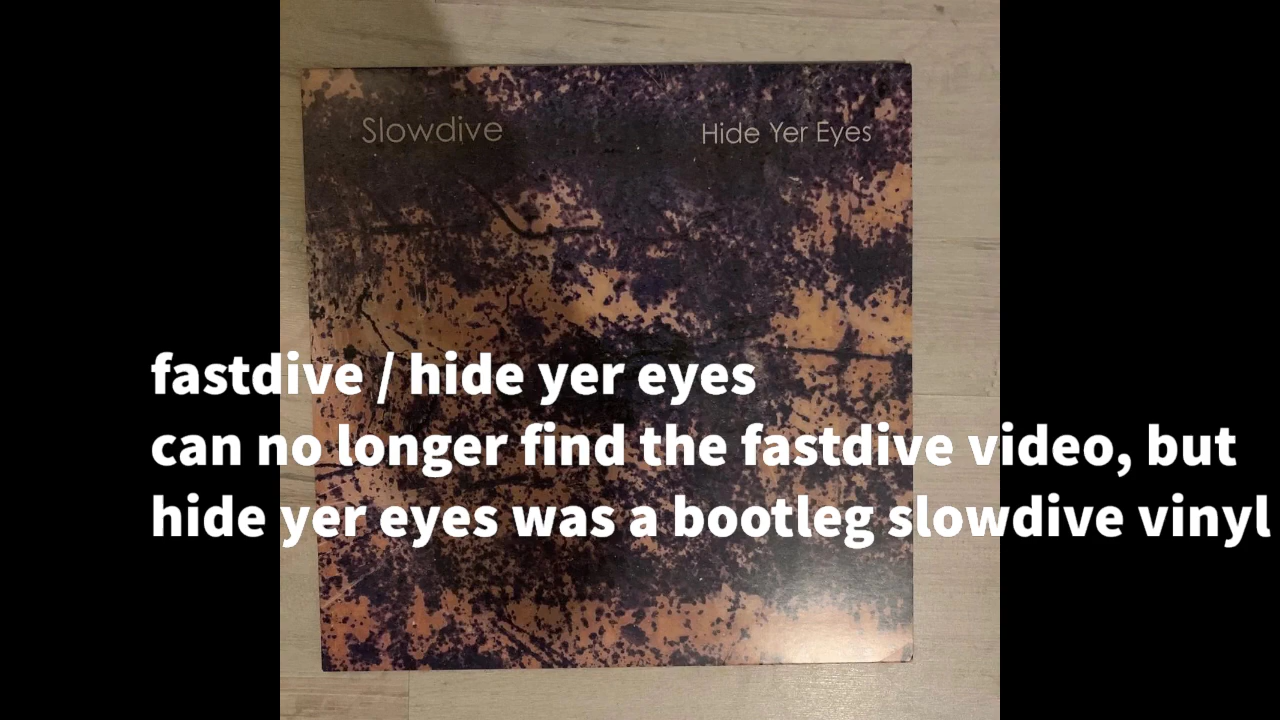 Slowdive
Hide Yer Eyes
fastdive / hide yer eyes
can no longer find the fastdive video, but
hide yer eyes was a bootleg slowdive vinyl